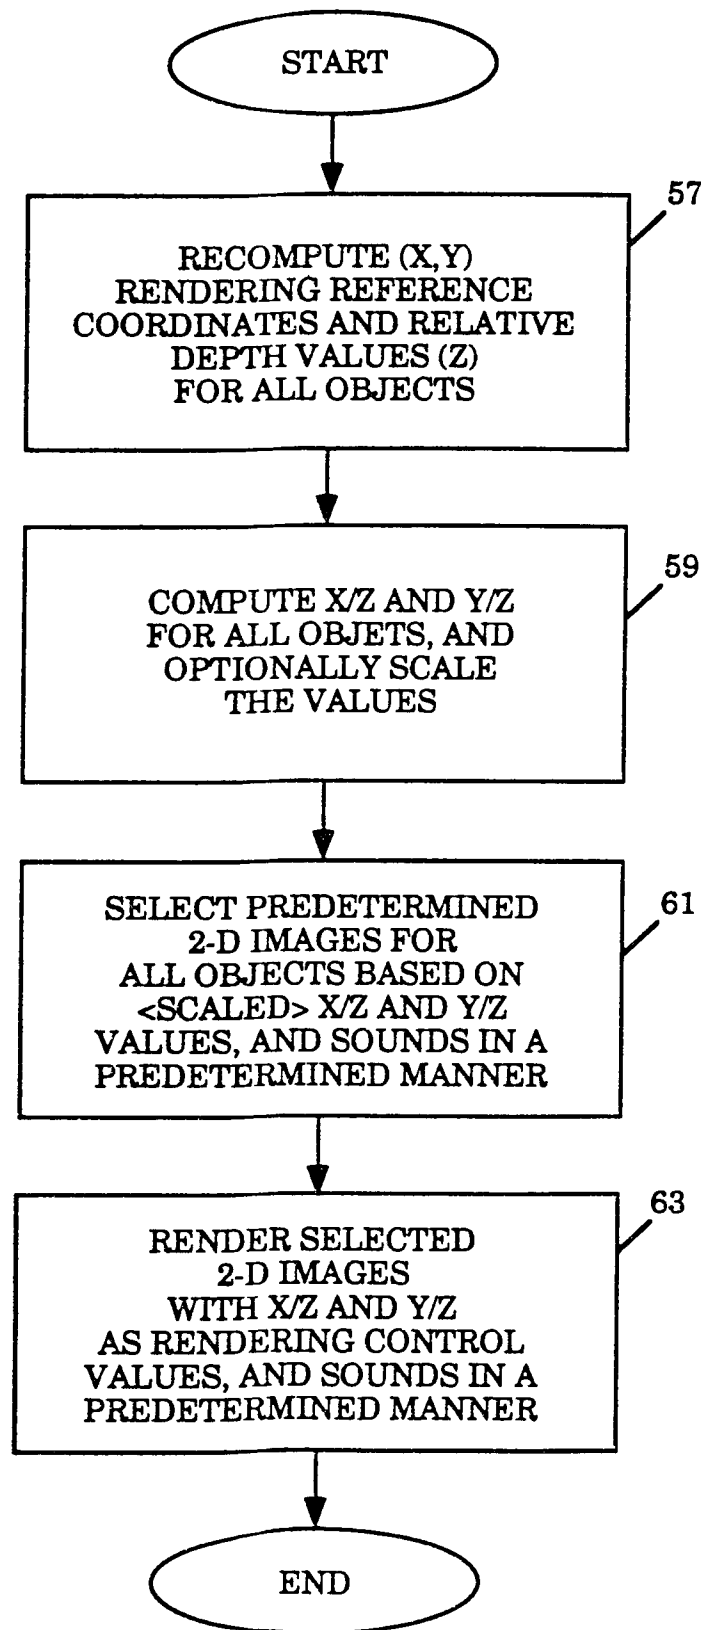 START
57
RECOMPUTE (X,Y)
RENDERING REFERENCE
COORDINATES AND RELATIVE
DEPTH VALUES (Z)
FOR ALL OBJECTS
59
COMPUTE X/Z AND Y/Z
FOR ALL OBJETS, AND
OPTIONALLY SCALE
THE VALUES
61
SELECT PREDETERMINED
2-D IMAGES FOR
ALL OBJECTS BASED ON
<SCALED> X/Z AND Y/Z
VALUES, AND SOUNDS IN A
PREDETERMINED MANNER
63
RENDER SELECTED
2-D IMAGES
WITH X/Z AND Y/Z
AS RENDERING CONTROL
VALUES, AND SOUNDS IN A
PREDETERMINED MANNER
END